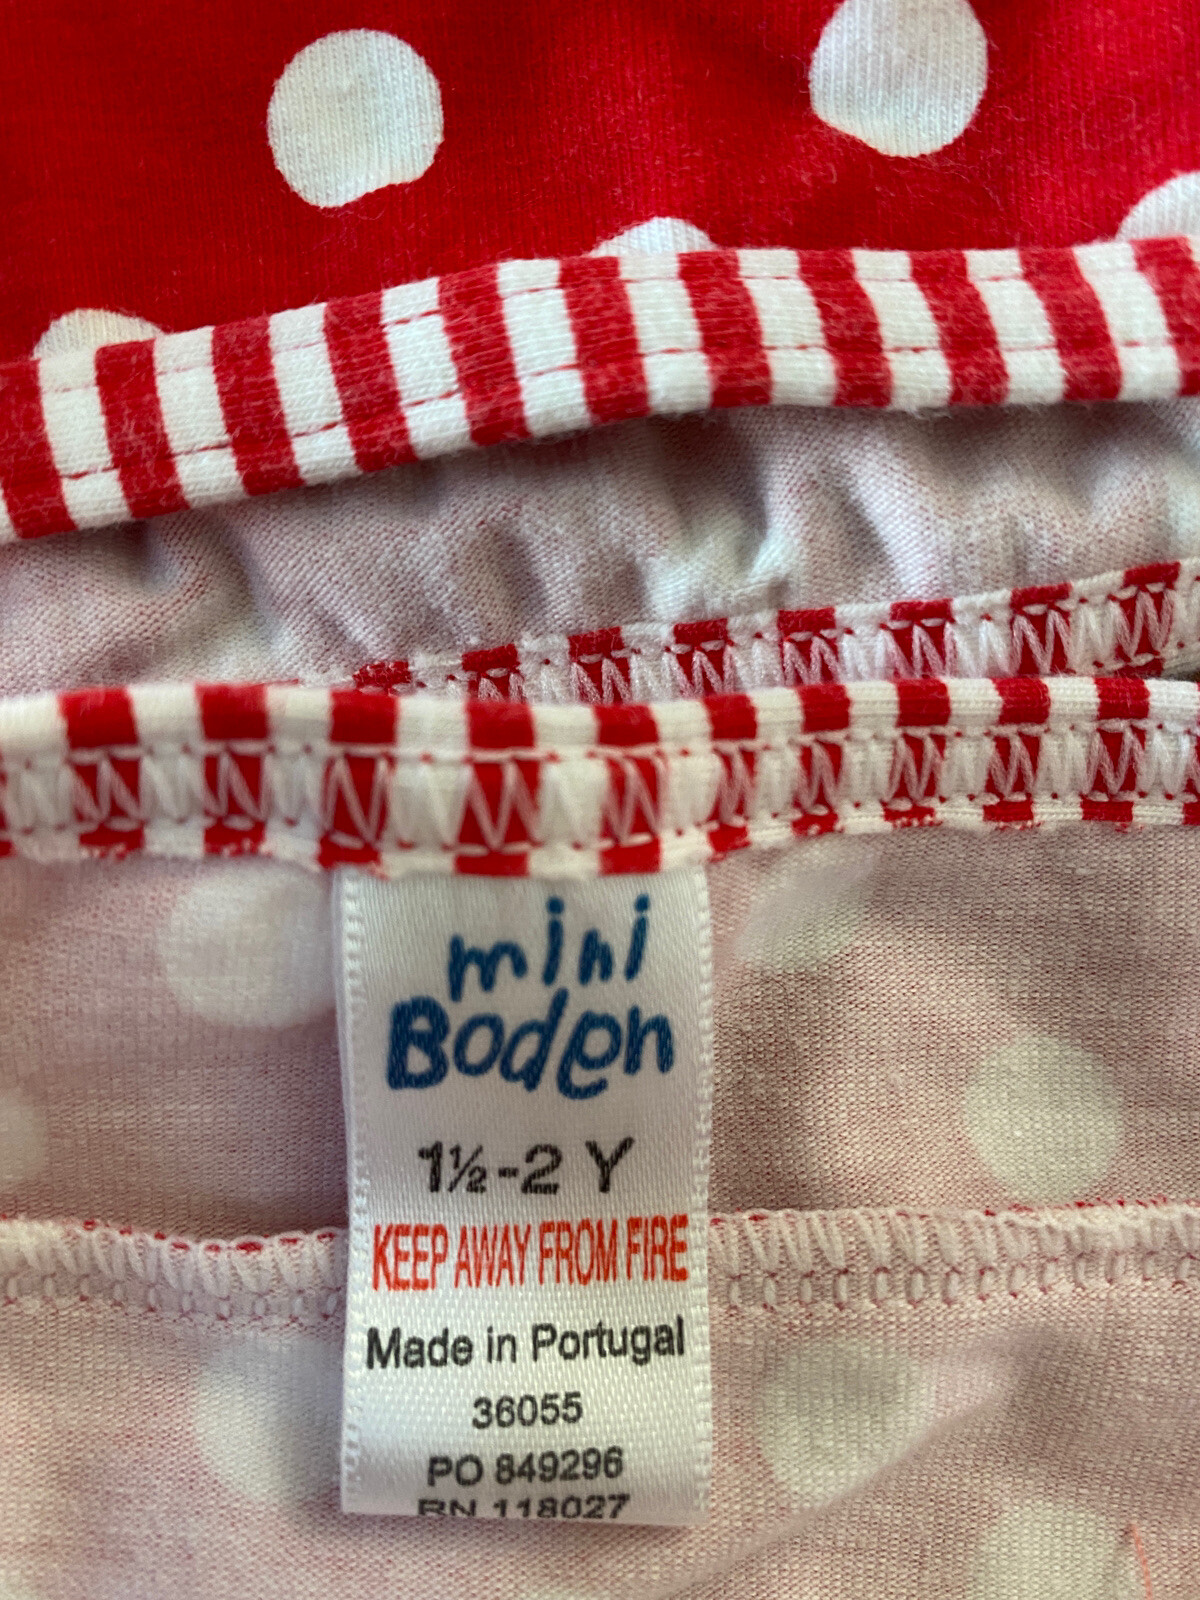 mini
Boden
1½-2 Y
KEEP AWAY FROM FIRE
Made in Portugal
36055
PO 849296
RN 118027